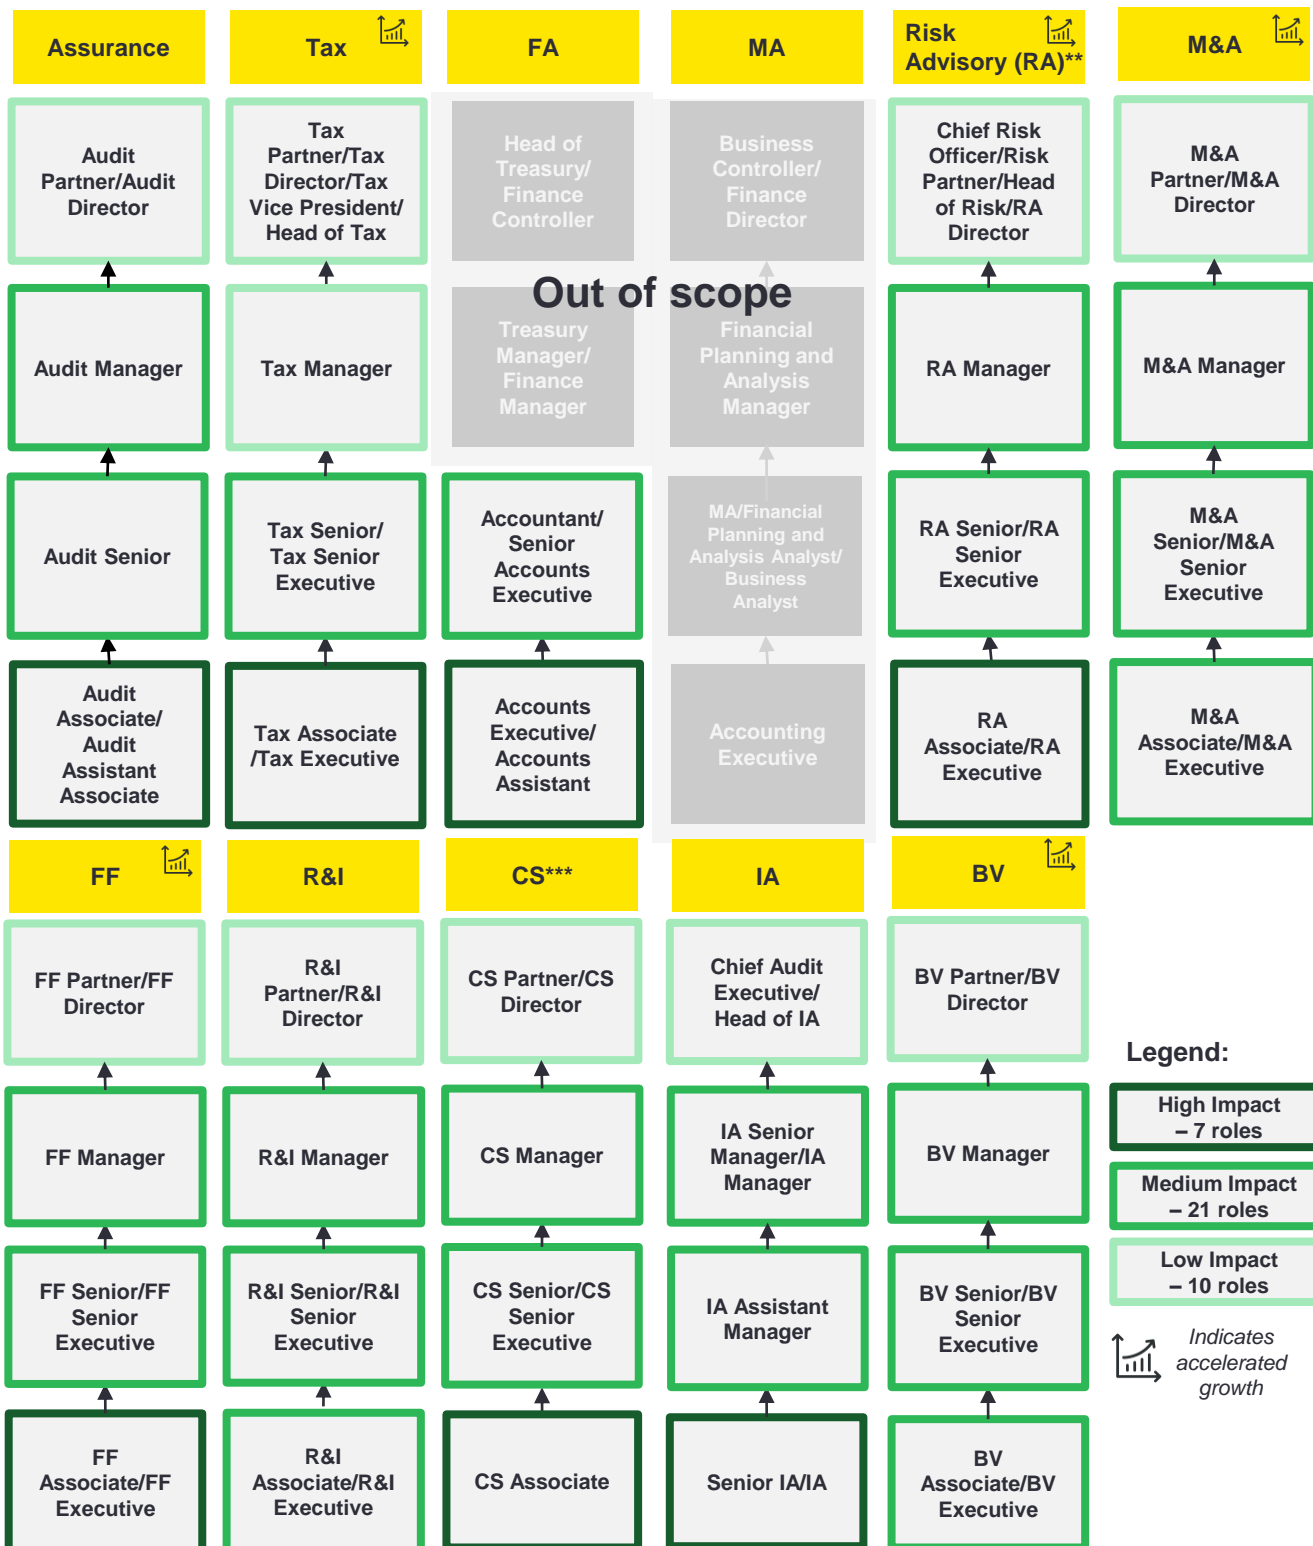 Assurance
Tax
FA
MA
Risk
Advisory (RA)**
M&A
Audit
Partner/Audit
Director
Tax
Partner/Tax
Director/Tax
Vice President/
Head of Tax
Head of
Treasury/
Finance
Controller
Business
Controller/
Finance
Director
Chief Risk
Officer/Risk
Partner/Head
of Risk/RA
Director
M&A
Partner/M&A
Director
Out of scope
Audit Manager
Tax Manager
Treasury
Manager/
Finance
Manager
Financial
Planning and
Analysis
Manager
RA Manager
M&A Manager
Audit Senior
Tax Senior/
Tax Senior
Executive
Accountant/
Senior
Accounts
Executive
MA/Financial
Planning and
Analysis Analyst/
Business
Analyst
RA Senior/RA
Senior
Executive
M&A
Senior/M&A
Senior
Executive
Audit
Associate/
Audit
Assistant
Associate
Tax Associate
/Tax Executive
Accounts
Executive/
Accounts
Assistant
Accounting
Executive
RA
Associate/RA
Executive
M&A
Associate/M&A
Executive
FF
R&I
CS***
IA
BV
FF Partner/FF
Director
R&I
Partner/R&I
Director
CS Partner/CS
Director
Chief Audit
Executive/
Head of IA
BV Partner/BV
Director
FF Manager
R&I Manager
CS Manager
IA Senior
Manager/IA
Manager
BV Manager
FF Senior/FF
Senior
Executive
R&I Senior/R&I
Senior
Executive
CS Senior/CS
Senior
Executive
IA Assistant
Manager
BV Senior/BV
Senior
Executive
FF
Associate/FF
Executive
R&I
Associate/R&I
Executive
CS Associate
Senior IA/IA
BV
Associate/BV
Executive
Legend:
High Impact
– 7 roles
Medium Impact
– 21 roles
Low Impact
– 10 roles
Indicates
accelerated
growth